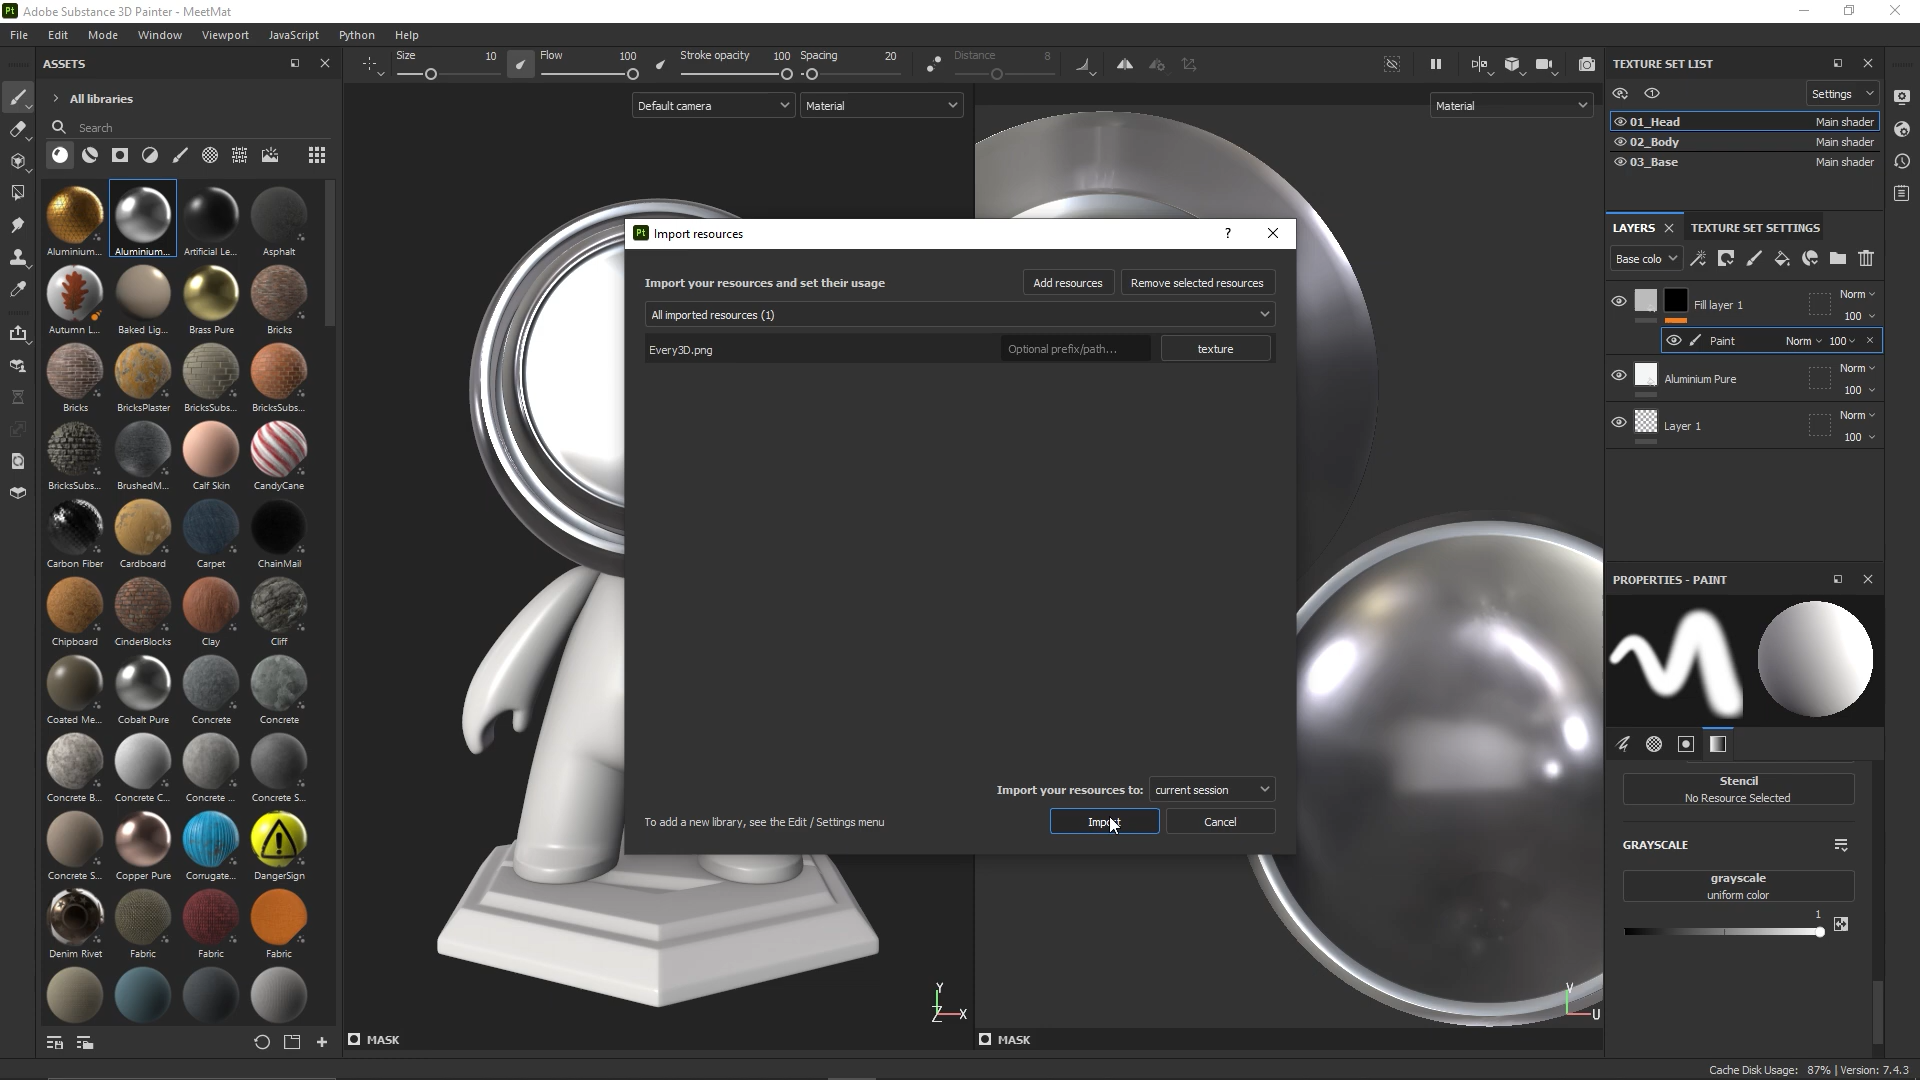 Pt Adobe Substance 3D Painter - MeetMat
File Edit Mode Window Viewport JavaScript Python Help
ASSETS
Size 10 Flow 100 Stroke opacity 100 Spacing 20 Distance 8
All libraries
Search
Aluminium... Aluminium... Artificial Le... Asphalt
Autumn L... Baked Lig... Brass Pure Bricks
Bricks BricksPlaster BricksSubs... BricksSubs...
BricksSubs... BrushedM... Calf Skin CandyCane
Carbon Fiber Cardboard Carpet ChainMail
Chipboard CinderBlocks Clay Cliff
Coated Me... Cobalt Pure Concrete Concrete
Concrete B... Concrete C... Concrete ... Concrete S...
Concrete S... Copper Pure Corrugate... DangerSign
Denim Rivet Fabric Fabric Fabric
Default camera Material
Material
Pt Import resources ?
Import your resources and set their usage
Add resources Remove selected resources
All imported resources (1)
Every3D.png Optional prefix/path... texture
Import your resources to: current session
To add a new library, see the Edit / Settings menu
Import Cancel
Y
Z X
V
U
MASK
MASK
TEXTURE SET LIST
Settings
01_Head Main shader
02_Body Main shader
03_Base Main shader
LAYERS TEXTURE SET SETTINGS
Base colo
Fill layer 1 Norm
100
Paint Norm 100
Aluminium Pure Norm
100
Layer 1 Norm
100
PROPERTIES - PAINT
Stencil
No Resource Selected
GRAYSCALE
grayscale
uniform color
1
Cache Disk Usage: 87% | Version: 7.4.3